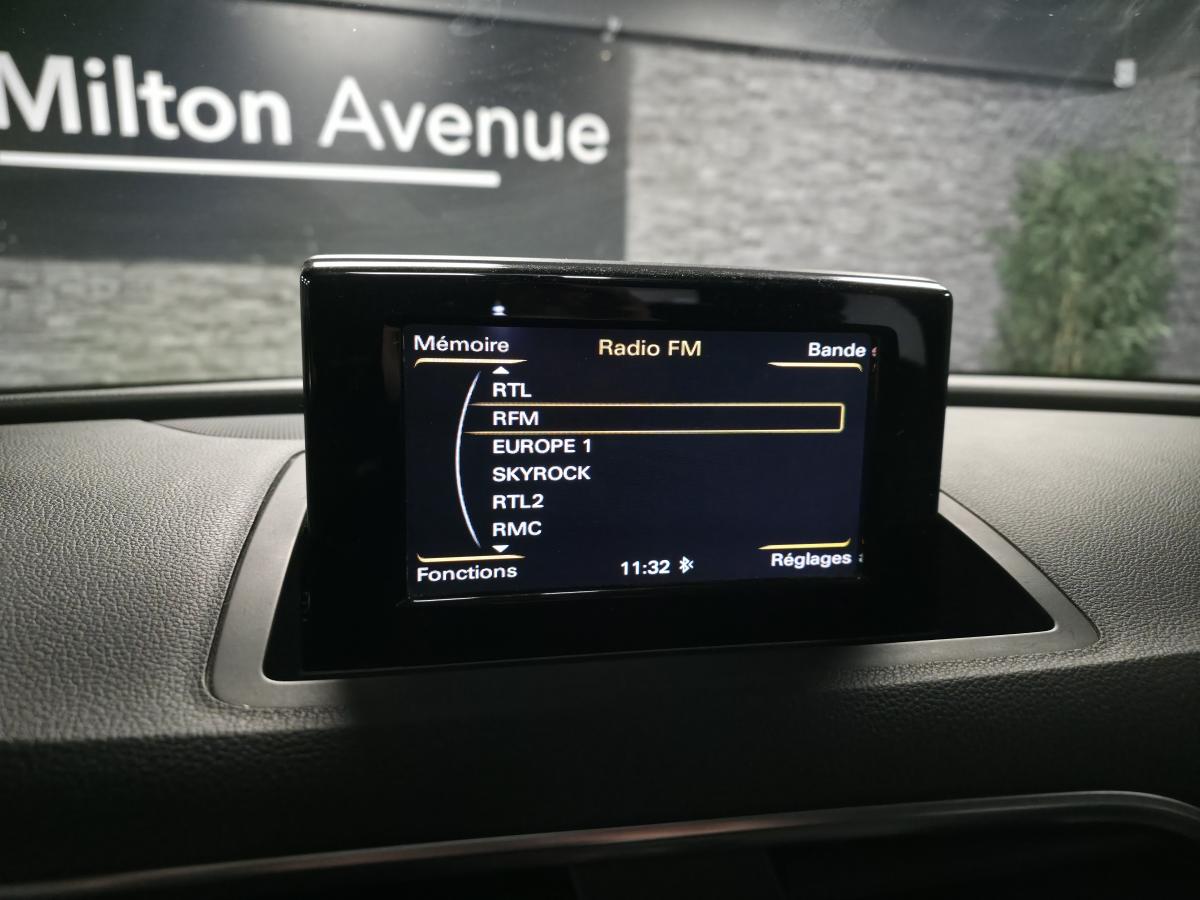 Milton Avenue
Mémoire
Radio FM
Bande
RTL
RFM
EUROPE 1
SKYROCK
RTL2
RMC
Fonctions
11:32
Réglages